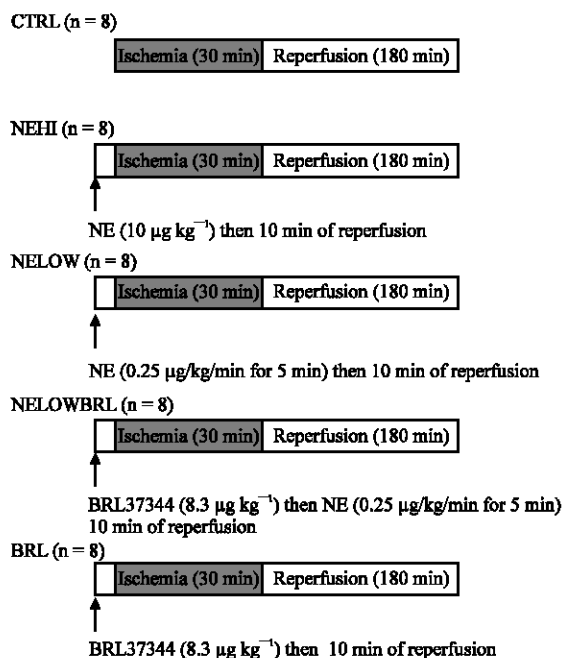 CTRL (n = 8)
Ischemia (30 min) Reperfusion (180 min)
NEHI (n = 8)
Ischemia (30 min) Reperfusion (180 min)
NE (10 µg kg⁻¹) then 10 min of reperfusion
NELOW (n = 8)
Ischemia (30 min) Reperfusion (180 min)
NE (0.25 µg/kg/min for 5 min) then 10 min of reperfusion
NELOWBRL (n = 8)
Ischemia (30 min) Reperfusion (180 min)
BRL37344 (8.3 µg kg⁻¹) then NE (0.25 µg/kg/min for 5 min)
10 min of reperfusion
BRL (n = 8)
Ischemia (30 min) Reperfusion (180 min)
BRL37344 (8.3 µg kg⁻¹) then 10 min of reperfusion